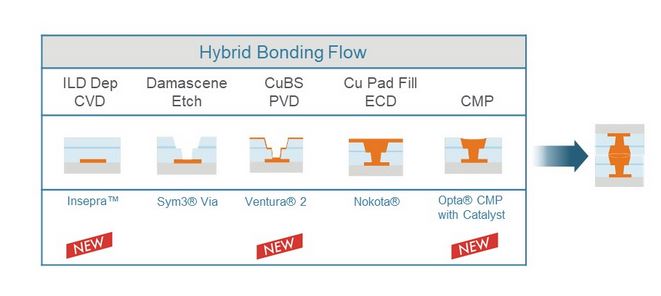 Hybrid Bonding Flow
ILD Dep
CVD
Damascene
Etch
CuBS
PVD
Cu Pad Fill
ECD
CMP
Insepra™
Sym3® Via
Ventura® 2
Nokota®
Opta® CMP
with Catalyst
NEW
NEW
NEW